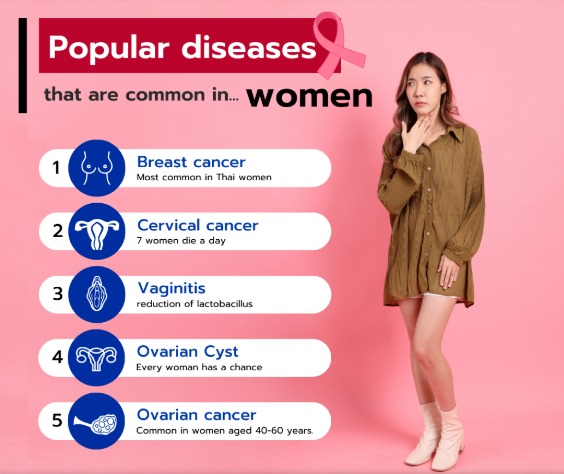 Popular diseases
that are common in... women
1 Breast cancer
Most common in Thai women
2 Cervical cancer
7 women die a day
3 Vaginitis
reduction of lactobacillus
4 Ovarian Cyst
Every woman has a chance
5 Ovarian cancer
Common in women aged 40-60 years.